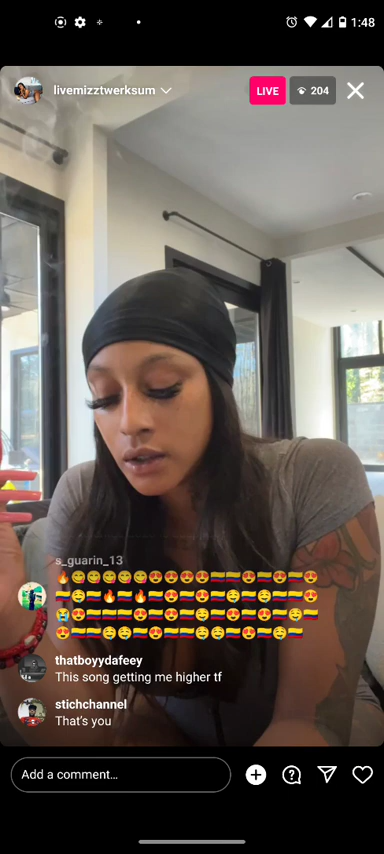 1:48
livemizztwerksum
LIVE
204
s_guarin_13
🔥😋😋😋😋😋😍😍😍😍🇨🇴🇨🇴😍🇨🇴😍🇨🇴😍
🇨🇴🤤🇨🇴🔥🇨🇴🔥🇨🇴😍🇨🇴😍🇨🇴🤤🇨🇴🤤🇨🇴🇨🇴😍
😭😍🇨🇴🇨🇴🇨🇴🇨🇴😍🇨🇴🤤🇨🇴😍🇨🇴😍🇨🇴🤤🇨🇴
😍🇨🇴🇨🇴🤤🤤🇨🇴😍🇨🇴🇨🇴🤤🤤🇨🇴😍🇨🇴🤤🇨🇴
thatboyydafeey
This song getting me higher tf
stichchannel
That's you
Add a comment...